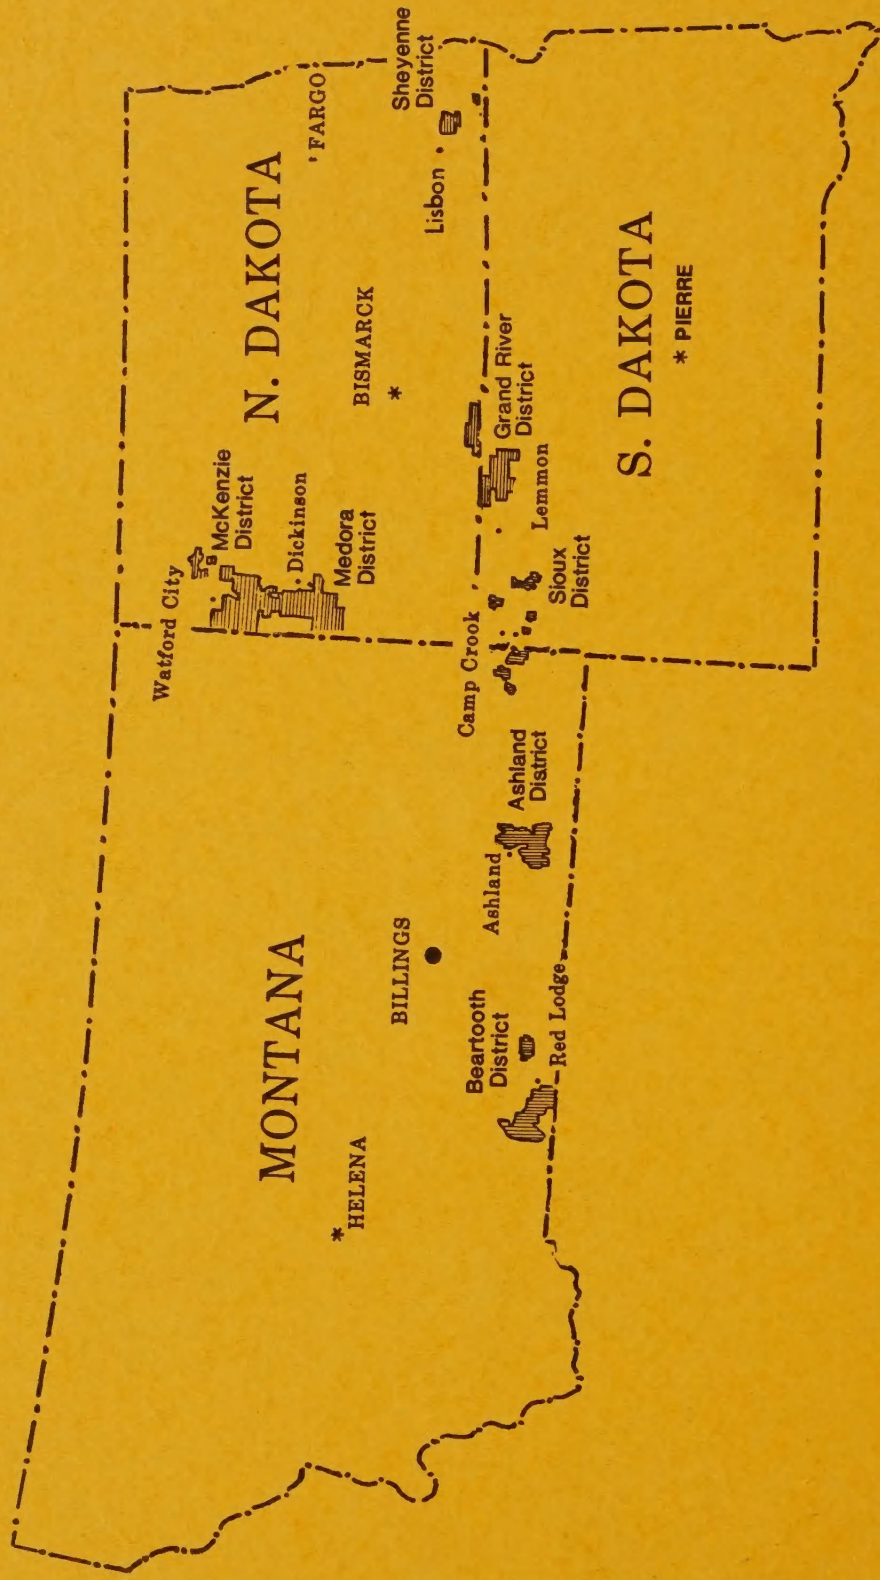 MONTANA
*HELENA
BILLINGS
Beartooth
District
Red Lodge
Ashland
Ashland
District
N. DAKOTA
Watford City
McKenzie
District
Dickinson
Medora
District
BISMARCK
*
FARGO
Sheyenne
District
Lisbon
Camp Crook
Sioux
District
Lemmon
Grand River
District
S. DAKOTA
* PIERRE